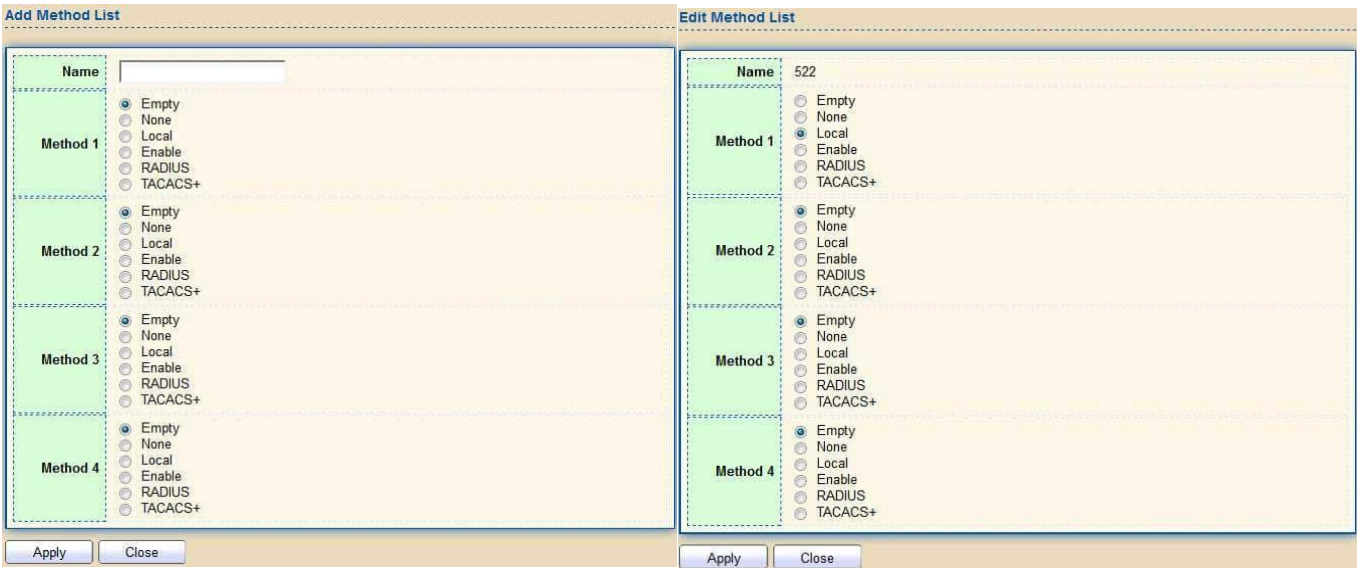 Add Method List
Name
Method 1
Empty
None
Local
Enable
RADIUS
TACACS+
Method 2
Empty
None
Local
Enable
RADIUS
TACACS+
Method 3
Empty
None
Local
Enable
RADIUS
TACACS+
Method 4
Empty
None
Local
Enable
RADIUS
TACACS+
Apply Close
Edit Method List
Name 522
Method 1
Empty
None
Local
Enable
RADIUS
TACACS+
Method 2
Empty
None
Local
Enable
RADIUS
TACACS+
Method 3
Empty
None
Local
Enable
RADIUS
TACACS+
Method 4
Empty
None
Local
Enable
RADIUS
TACACS+
Apply Close